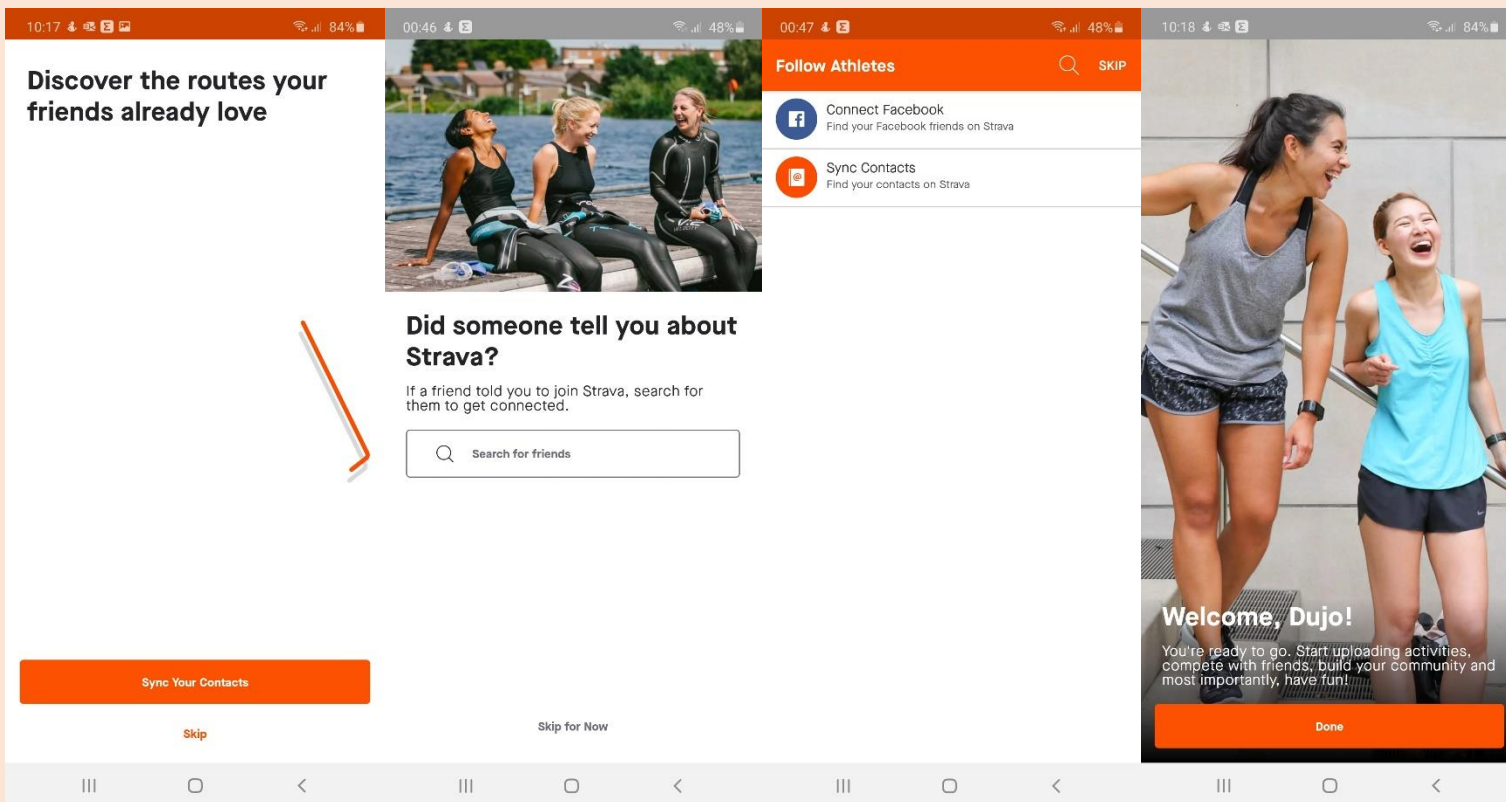 10:17
84%
Discover the routes your
friends already love
Sync Your Contacts
Skip
00:46
48%
Did someone tell you about
Strava?
If a friend told you to join Strava, search for
them to get connected.
Search for friends
Skip for Now
00:47
48%
Follow Athletes
SKIP
Connect Facebook
Find your Facebook friends on Strava
Sync Contacts
Find your contacts on Strava
10:18
84%
Welcome, Dujo!
You're ready to go. Start uploading activities,
compete with friends, build your community and
most importantly, have fun!
Done